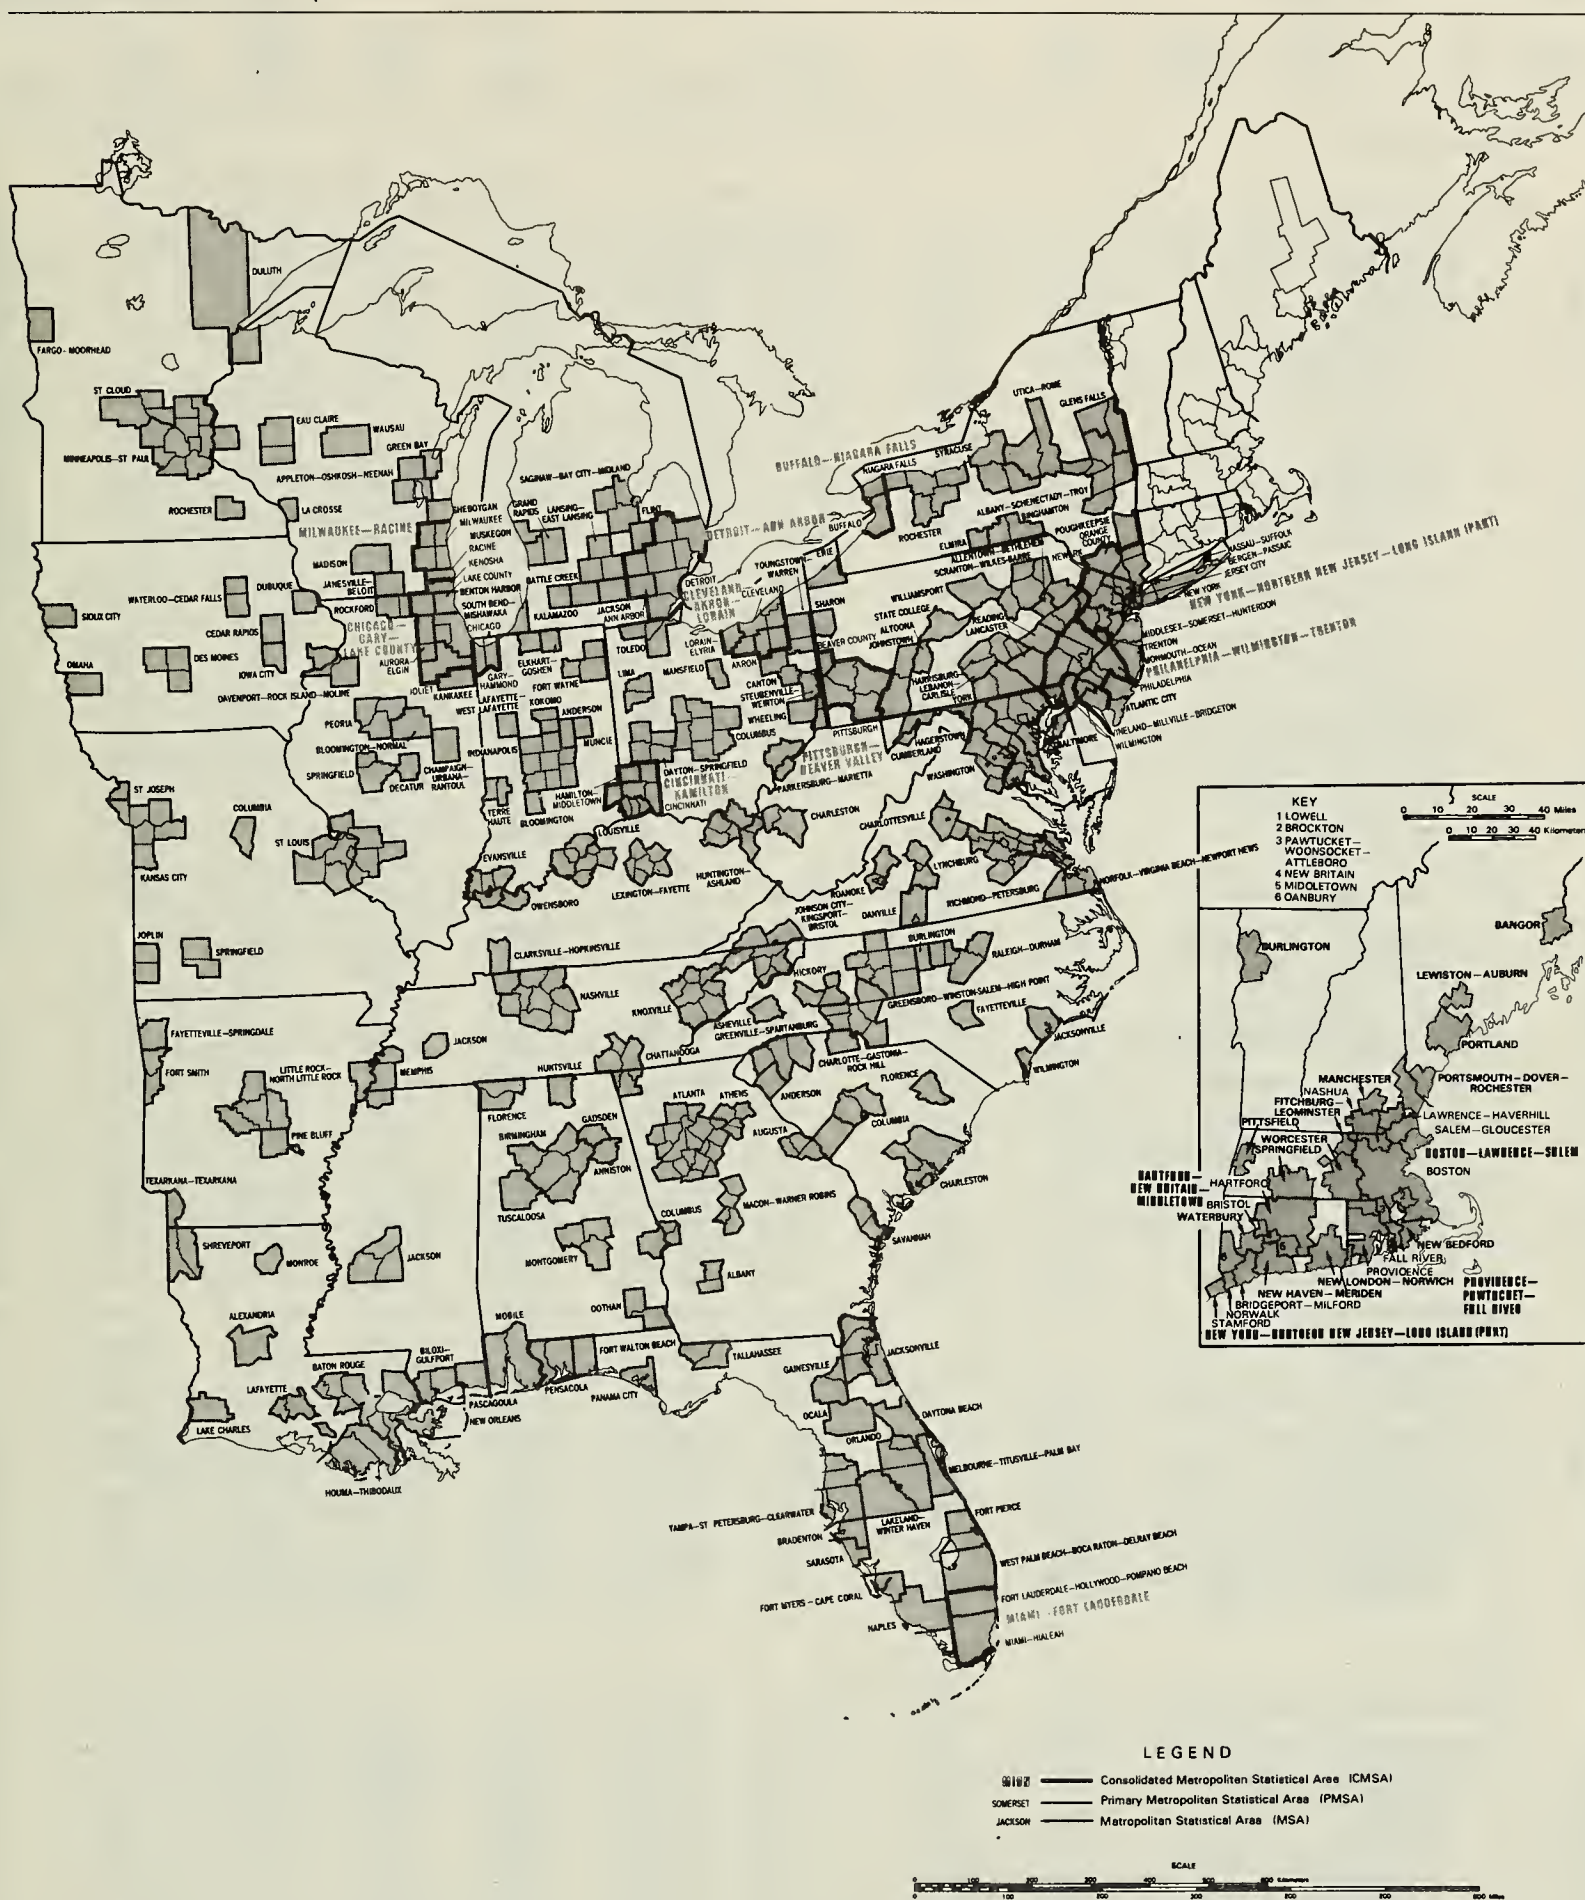 DULUTH
FARGO-MOORHEAD
ST CLOUD
MINNEAPOLIS-ST PAUL
EAU CLAIRE
WAUSAU
GREEN BAY
APPLETON-OSHKOSH-NEENAH
ROCHESTER
LA CROSSE
MILWAUKEE-RACINE
SHEBOYGAN
MILWAUKEE
MUSKEGON
RACINE
KENOSHA
LAKE COUNTY
BENTON HARBOR
SOUTH BEND-
MISHAWAKA
CHICAGO
GRAND
RAPIDS
LANSING-
EAST LANSING
SAGINAW-BAY CITY-MIDLAND
FLINT
DETROIT-ANN ARBOR
BATTLE CREEK
KALAMAZOO
JACKSON
ANN ARBOR
DETROIT
MADISON
JANESVILLE-
BELOIT
ROCKFORD
DUBUQUE
WATERLOO-CEDAR FALLS
SIOUX CITY
CEDAR RAPIDS
DES MOINES
OMAHA
IOWA CITY
DAVENPORT-ROCK ISLAND-MOLINE
CHICAGO-
GARY-
LAKE COUNTY
AURORA
ELGIN
JOLIET
KANKAKEE
GARY-
HAMMOND
ELKHART-
GOSHEN
FORT WAYNE
LAFAYETTE-
WEST LAFAYETTE
KOKOMO
ANDERSON
MUNCIE
INDIANAPOLIS
PEORIA
BLOOMINGTON-NORMAL
SPRINGFIELD
DECATUR
CHAMPAIGN-
URBANA-
RANTOUL
TERRE
HAUTE
BLOOMINGTON
TOLEDO
LIMA
MANSFIELD
CLEVELAND
AKRON-
LORAIN
CLEVELAND
LORAIN-
ELYRIA
AKRON
CANTON
YOUNGSTOWN-
WARREN
ERIE
SHARON
STEUBENVILLE-
WEIRTON
WHEELING
COLUMBUS
DAYTON-SPRINGFIELD
CINCINNATI-
HAMILTON
HAMILTON-
MIDDLETOWN
CINCINNATI
PARKERSBURG-MARIETTA
BEAVER COUNTY
PITTSBURGH
PITTSBURGH-
BEAVER VALLEY
BUFFALO-NIAGARA FALLS
NIAGARA FALLS
BUFFALO
ROCHESTER
SYRACUSE
UTICA-ROME
GLENS FALLS
ALBANY-SCHENECTADY-TROY
BINGHAMTON
ELMIRA
POUGHKEEPSIE
ORANGE
COUNTY
ALLENTOWN-BETHLEHEM
NEWARK
SCRANTON-WILKES-BARRE
WILLIAMSPORT
STATE COLLEGE
ALTOONA
JOHNSTOWN
READING
LANCASTER
HARRISBURG-
LEBANON-
CARLISLE
YORK
NASSAU-SUFFOLK
BERGEN-PASSAIC
JERSEY CITY
NEW YORK
NEW YORK-NORTHERN NEW JERSEY-LONG ISLAND (PART)
MIDDLESEX-SOMERSET-HUNTERDON
TRENTON
MONMOUTH-OCEAN
PHILADELPHIA-WILMINGTON-TRENTON
PHILADELPHIA
ATLANTIC CITY
VINELAND-MILLVILLE-BRIDGETON
WILMINGTON
BALTIMORE
HAGERSTOWN
CUMBERLAND
WASHINGTON
ST JOSEPH
COLUMBIA
KANSAS CITY
ST LOUIS
JOPLIN
SPRINGFIELD
EVANSVILLE
OWENSBORO
LOUISVILLE
LEXINGTON-FAYETTE
HUNTINGTON-
ASHLAND
CHARLESTON
CHARLOTTESVILLE
LYNCHBURG
ROANOKE
RICHMOND-PETERSBURG
NORFOLK-VIRGINIA BEACH-NEWPORT NEWS
DANVILLE
JOHNSON CITY-
KINGSPORT-
BRISTOL
CLARKSVILLE-HOPKINSVILLE
NASHVILLE
KNOXVILLE
HICKORY
BURLINGTON
RALEIGH-DURHAM
GREENSBORO-WINSTON-SALEM-HIGH POINT
ASHEVILLE
GREENVILLE-SPARTANBURG
FAYETTEVILLE
JACKSONVILLE
WILMINGTON
CHARLOTTE-GASTONIA-
ROCK HILL
FAYETTEVILLE-SPRINGDALE
FORT SMITH
LITTLE ROCK-
NORTH LITTLE ROCK
PINE BLUFF
JACKSON
MEMPHIS
HUNTSVILLE
CHATTANOOGA
FLORENCE
ANDERSON
FLORENCE
COLUMBIA
CHARLESTON
AUGUSTA
ATLANTA
ATHENS
GADSDEN
BIRMINGHAM
ANNISTON
TUSCALOOSA
MONTGOMERY
COLUMBUS
MACON-WARNER ROBINS
SAVANNAH
ALBANY
DOTHAN
TEXARKANA-TEXARKANA
SHREVEPORT
MONROE
JACKSON
ALEXANDRIA
BATON ROUGE
LAFAYETTE
LAKE CHARLES
HOUMA-THIBODAUX
NEW ORLEANS
BILOXI-
GULFPORT
PASCAGOULA
MOBILE
PENSACOLA
FORT WALTON BEACH
PANAMA CITY
TALLAHASSEE
JACKSONVILLE
GAINESVILLE
OCALA
DAYTONA BEACH
ORLANDO
MELBOURNE-TITUSVILLE-PALM BAY
TAMPA-ST PETERSBURG-CLEARWATER
LAKELAND-
WINTER HAVEN
BRADENTON
SARASOTA
FORT PIERCE
WEST PALM BEACH-BOCA RATON-DELRAY BEACH
FORT MYERS-CAPE CORAL
FORT LAUDERDALE-HOLLYWOOD-POMPANO BEACH
MIAMI-FORT LAUDERDALE
NAPLES
MIAMI-HIALEAH
KEY
1 LOWELL
2 BROCKTON
3 PAWTUCKET-
WOONSOCKET-
ATTLEBORO
4 NEW BRITAIN
5 MIDDLETOWN
6 DANBURY
SCALE
0 10 20 30 40 Miles
0 10 20 30 40 Kilometers
BURLINGTON
BANGOR
LEWISTON-AUBURN
PORTLAND
MANCHESTER
PORTSMOUTH-DOVER-
ROCHESTER
NASHUA
FITCHBURG-
LEOMINSTER
LAWRENCE-HAVERHILL
SALEM-GLOUCESTER
PITTSFIELD
WORCESTER
SPRINGFIELD
BOSTON-LAWRENCE-SALEM
BOSTON
HARTFORD-
NEW BRITAIN-
MIDDLETOWN
HARTFORD
BRISTOL
WATERBURY
NEW BEDFORD
FALL RIVER
PROVIDENCE
NEW LONDON-NORWICH
PROVIDENCE-
PAWTUCKET-
FALL RIVER
NEW HAVEN-MERIDEN
BRIDGEPORT-MILFORD
NORWALK
STAMFORD
NEW YORK-NORTHERN NEW JERSEY-LONG ISLAND (PART)
LEGEND
Consolidated Metropolitan Statistical Area (CMSA)
SOMERSET Primary Metropolitan Statistical Area (PMSA)
JACKSON Metropolitan Statistical Area (MSA)
SCALE